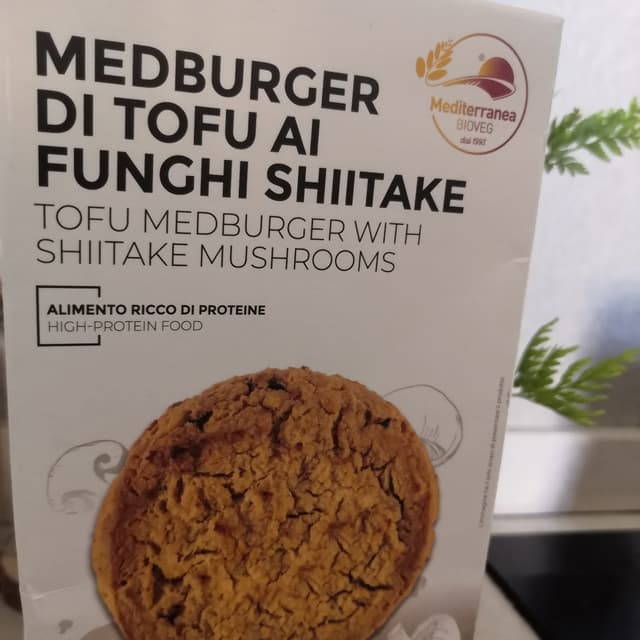 MEDBURGER
DI TOFU AI
FUNGHI SHIITAKE
TOFU MEDBURGER WITH
SHIITAKE MUSHROOMS
®
Mediterranea
BIOVEG
dal 1993
ALIMENTO RICCO DI PROTEINE
HIGH-PROTEIN FOOD